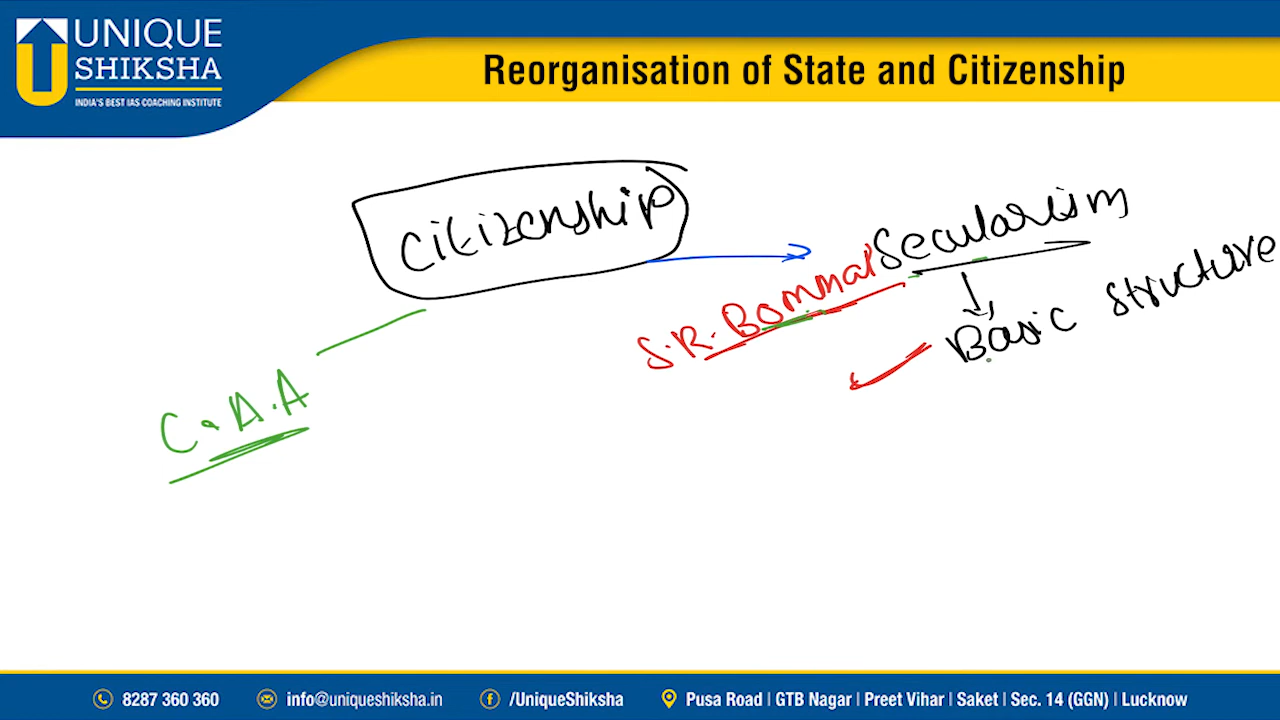 UNIQUE
SHIKSHA
INDIA'S BEST IAS COACHING INSTITUTE
Reorganisation of State and Citizenship
Citizenship
Secularism
S.R. Bommai
Basic Structure
C.A.A
8287 360 360
info@uniqueshiksha.in
/UniqueShiksha
Pusa Road | GTB Nagar | Preet Vihar | Saket | Sec. 14 (GGN) | Lucknow